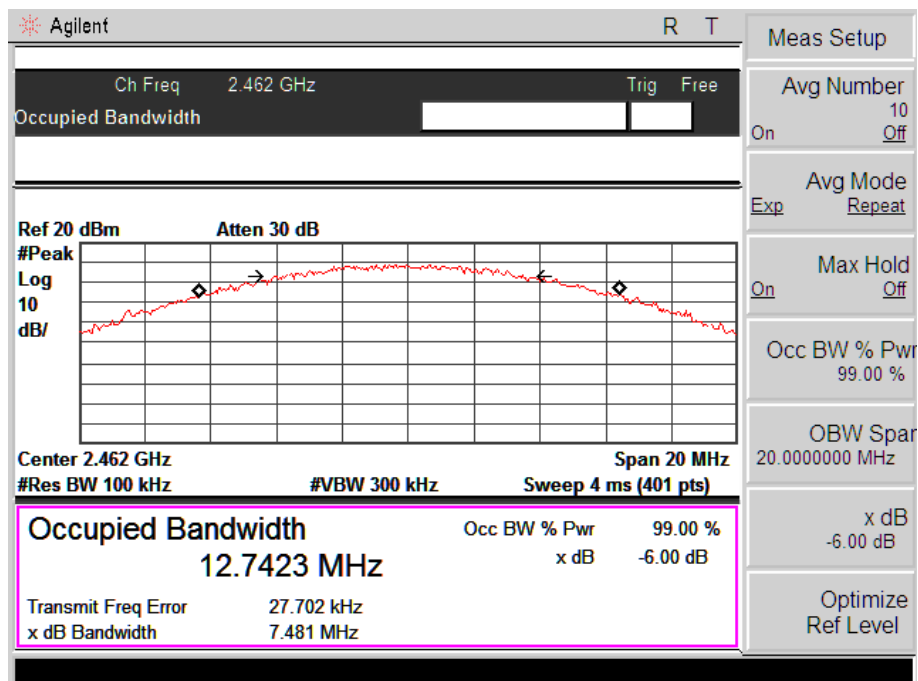 Agilent R T
Ch Freq 2.462 GHz Trig Free
Occupied Bandwidth
Ref 20 dBm Atten 30 dB
#Peak
Log
10
dB/
Center 2.462 GHz Span 20 MHz
#Res BW 100 kHz #VBW 300 kHz Sweep 4 ms (401 pts)
Occupied Bandwidth Occ BW % Pwr 99.00 %
12.7423 MHz x dB -6.00 dB
Transmit Freq Error 27.702 kHz
x dB Bandwidth 7.481 MHz
Meas Setup
Avg Number
10
On Off
Avg Mode
Exp Repeat
Max Hold
On Off
Occ BW % Pwr
99.00 %
OBW Span
20.0000000 MHz
x dB
-6.00 dB
Optimize
Ref Level